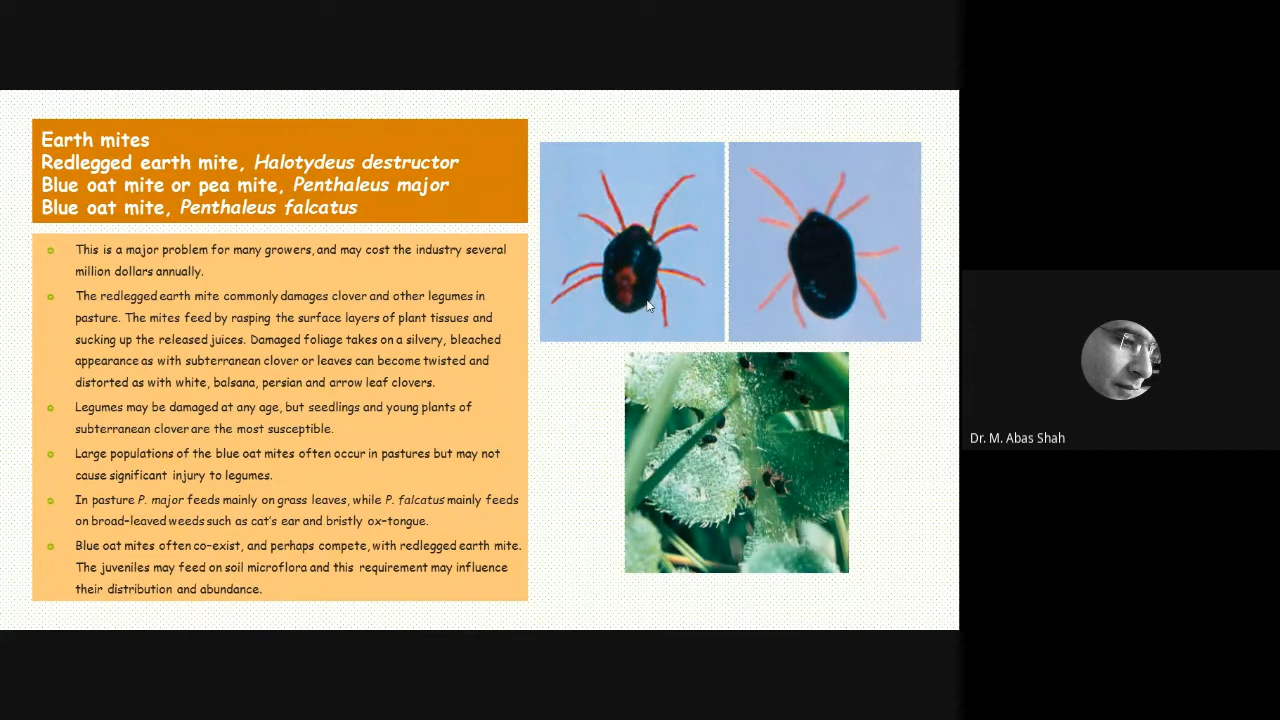 Earth mites
Redlegged earth mite, Halotydeus destructor
Blue oat mite or pea mite, Penthaleus major
Blue oat mite, Penthaleus falcatus
This is a major problem for many growers, and may cost the industry several
million dollars annually.
The redlegged earth mite commonly damages clover and other legumes in
pasture. The mites feed by rasping the surface layers of plant tissues and
sucking up the released juices. Damaged foliage takes on a silvery, bleached
appearance as with subterranean clover or leaves can become twisted and
distorted as with white, balsana, persian and arrow leaf clovers.
Legumes may be damaged at any age, but seedlings and young plants of
subterranean clover are the most susceptible.
Large populations of the blue oat mites often occur in pastures but may not
cause significant injury to legumes.
In pasture P. major feeds mainly on grass leaves, while P. falcatus mainly feeds
on broad-leaved weeds such as cat's ear and bristly ox-tongue.
Blue oat mites often co-exist, and perhaps compete, with redlegged earth mite.
The juveniles may feed on soil microflora and this requirement may influence
their distribution and abundance.
Dr. M. Abas Shah